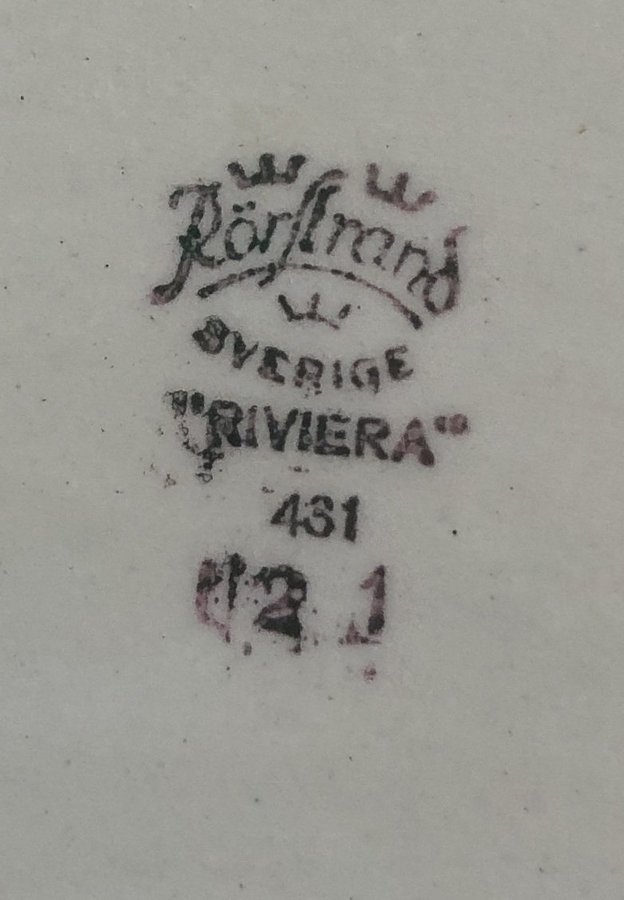 Rörstrand
SVERIGE
"RIVIERA"
431
2 1